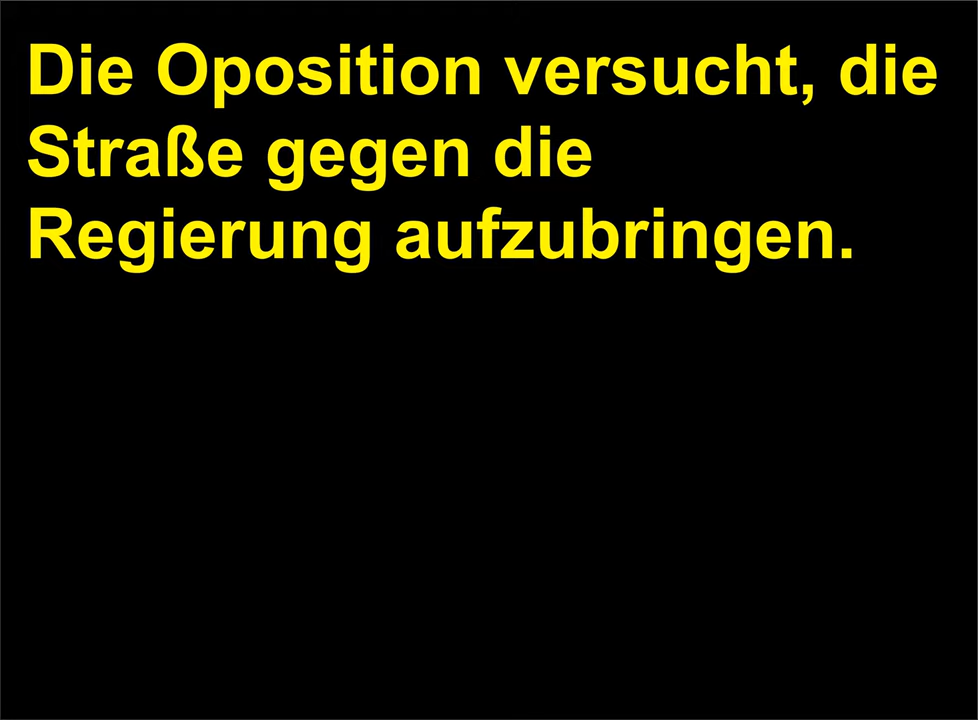 Die Oposition versucht, die
Straße gegen die
Regierung aufzubringen.